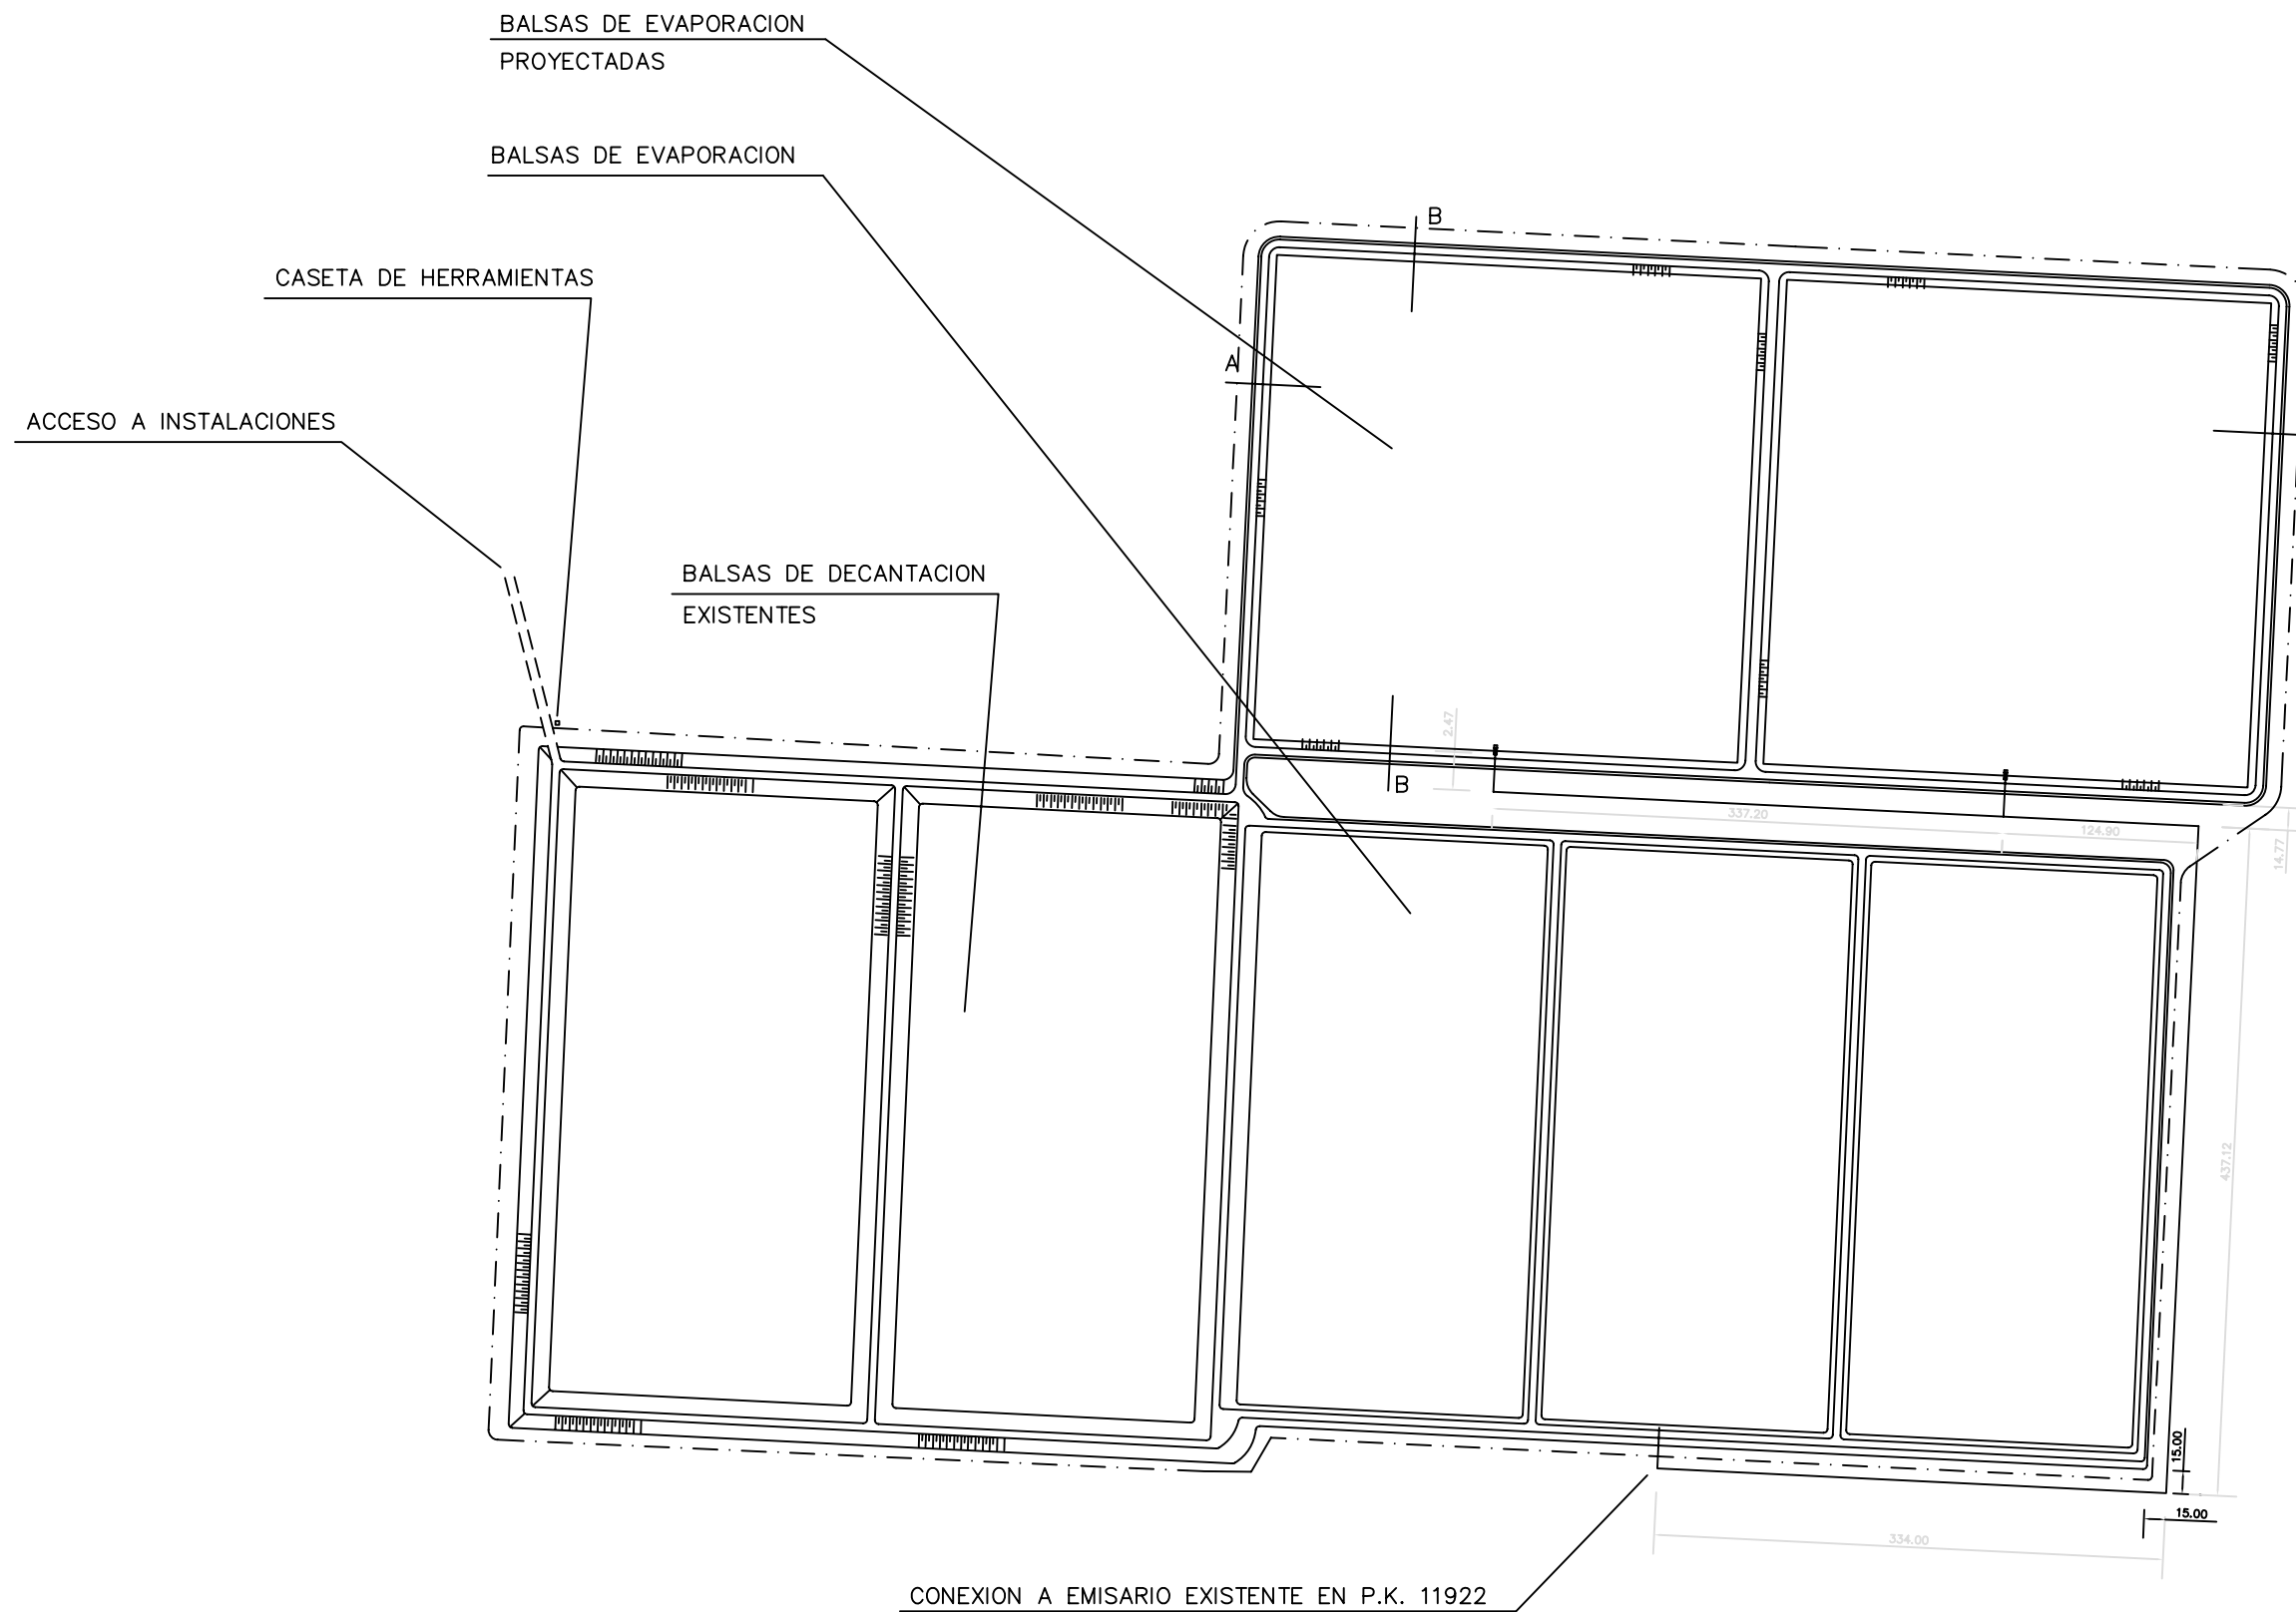 BALSAS DE EVAPORACION
PROYECTADAS
BALSAS DE EVAPORACION
B
CASETA DE HERRAMIENTAS
A
ACCESO A INSTALACIONES
BALSAS DE DECANTACION
EXISTENTES
2.47
B
337.20
124.90
14.77
437.12
15.00
15.00
334.00
CONEXION A EMISARIO EXISTENTE EN P.K. 11922